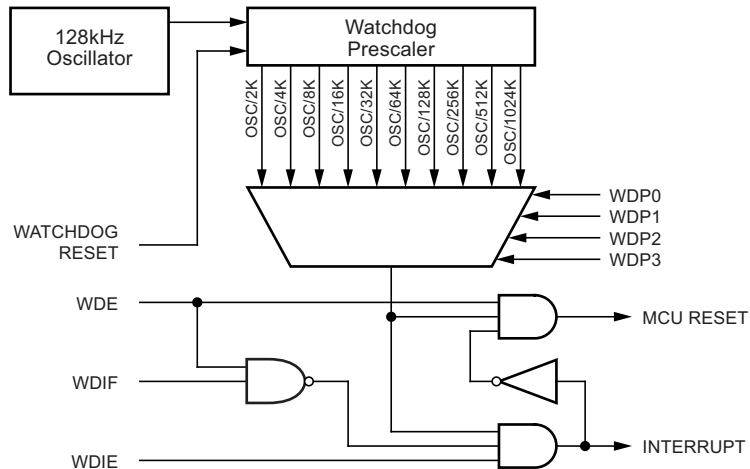 128kHz
Oscillator
Watchdog
Prescaler
OSC/2K
OSC/4K
OSC/8K
OSC/16K
OSC/32K
OSC/64K
OSC/128K
OSC/256K
OSC/512K
OSC/1024K
WDP0
WDP1
WDP2
WDP3
WATCHDOG
RESET
WDE
MCU RESET
WDIF
INTERRUPT
WDIE